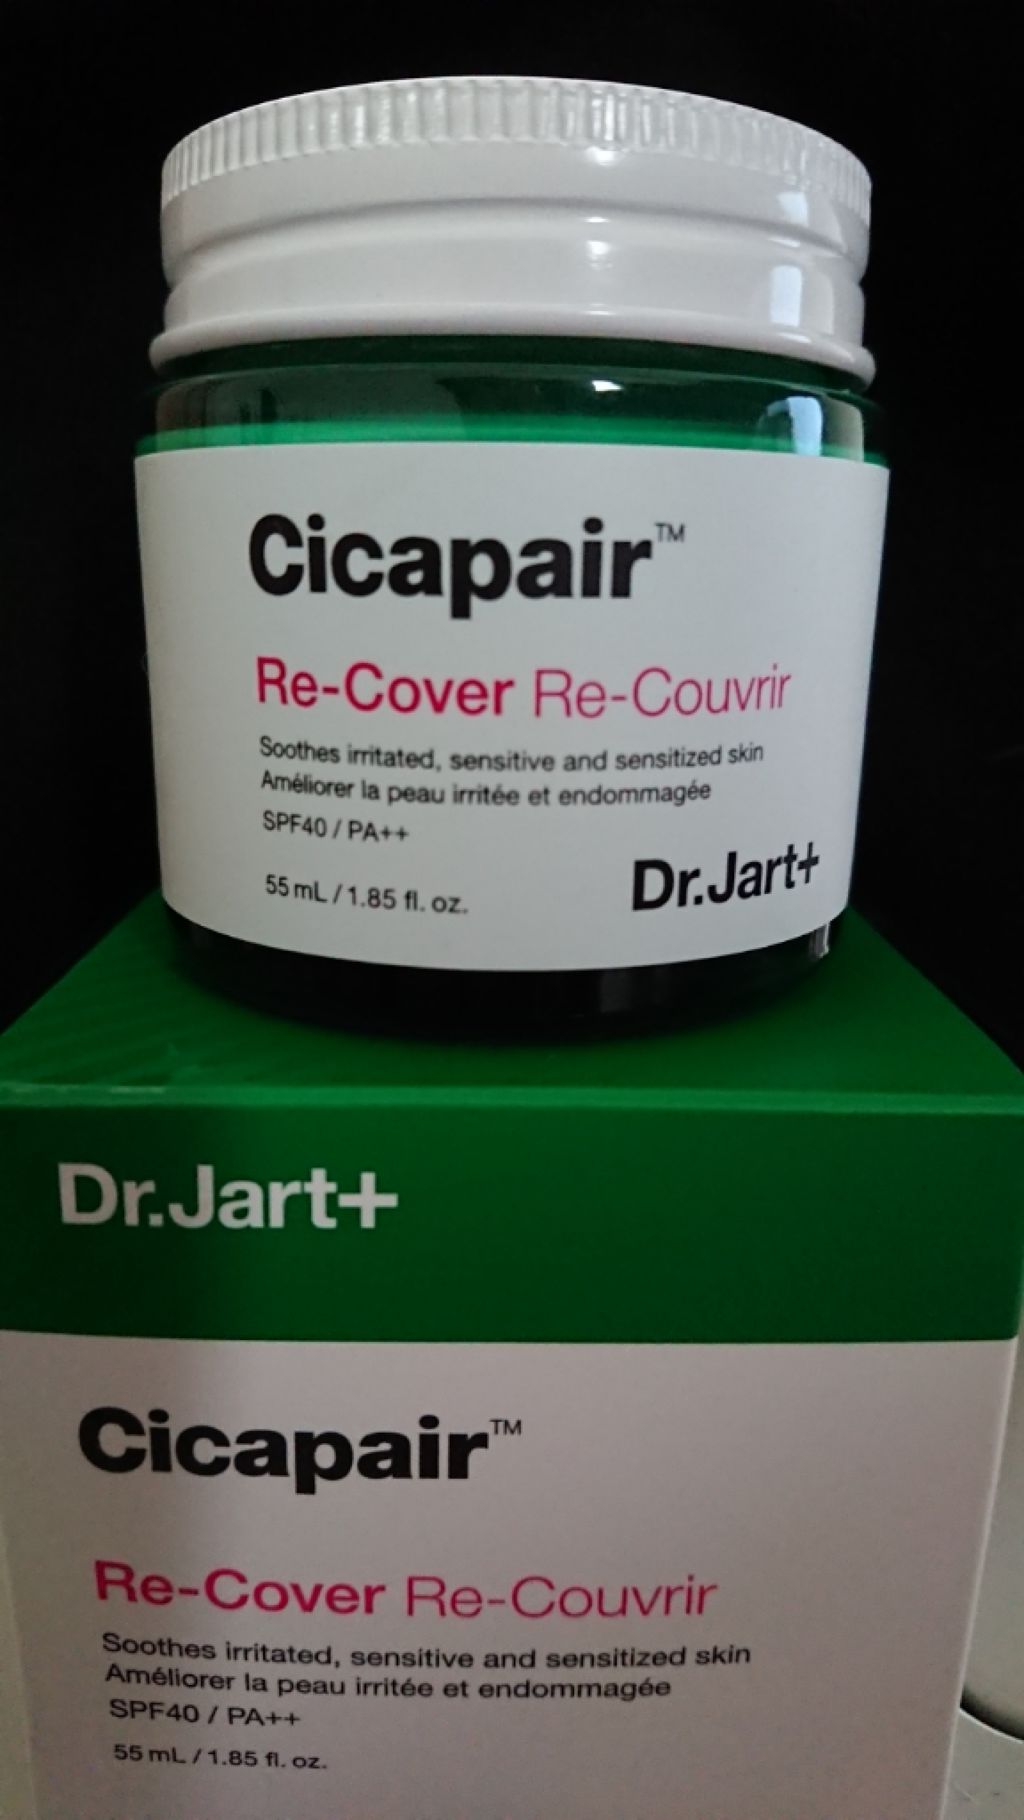 Cicapair™
Re-Cover Re-Couvrir
Soothes irritated, sensitive and sensitized skin
Améliorer la peau irritée et endommagée
SPF40 / PA++
55 mL / 1.85 fl. oz.
Dr.Jart+
Dr.Jart+
Cicapair™
Re-Cover Re-Couvrir
Soothes irritated, sensitive and sensitized skin
Améliorer la peau irritée et endommagée
SPF40 / PA++
55 mL / 1.85 fl. oz.